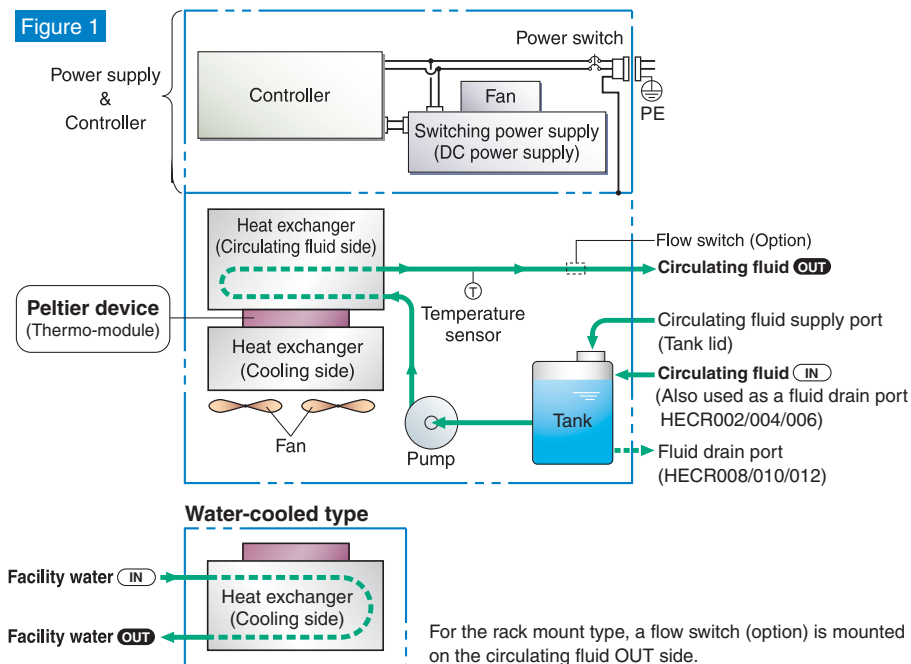 Figure 1
Power supply
&
Controller
Controller
Power switch
Fan
Switching power supply
(DC power supply)
PE
Heat exchanger
(Circulating fluid side)
Peltier device
(Thermo-module)
Heat exchanger
(Cooling side)
Fan
T
Temperature
sensor
Pump
Tank
Flow switch (Option)
Circulating fluid OUT
Circulating fluid supply port
(Tank lid)
Circulating fluid IN
(Also used as a fluid drain port
HECR002/004/006)
Fluid drain port
(HECR008/010/012)
Water-cooled type
Facility water IN
Heat exchanger
(Cooling side)
Facility water OUT
For the rack mount type, a flow switch (option) is mounted
on the circulating fluid OUT side.